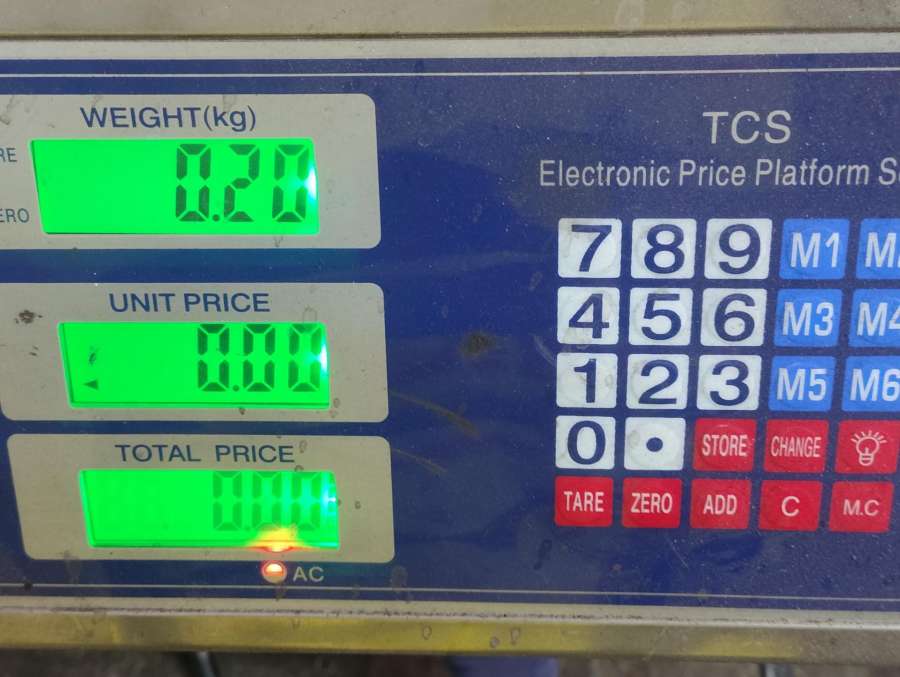 WEIGHT(kg)
0.20
UNIT PRICE
0.00
TOTAL PRICE
0.00
AC
TCS
Electronic Price Platform
7 8 9 M1
4 5 6 M3
1 2 3 M5 M6
0 . STORE CHANGE
TARE ZERO ADD C M.C